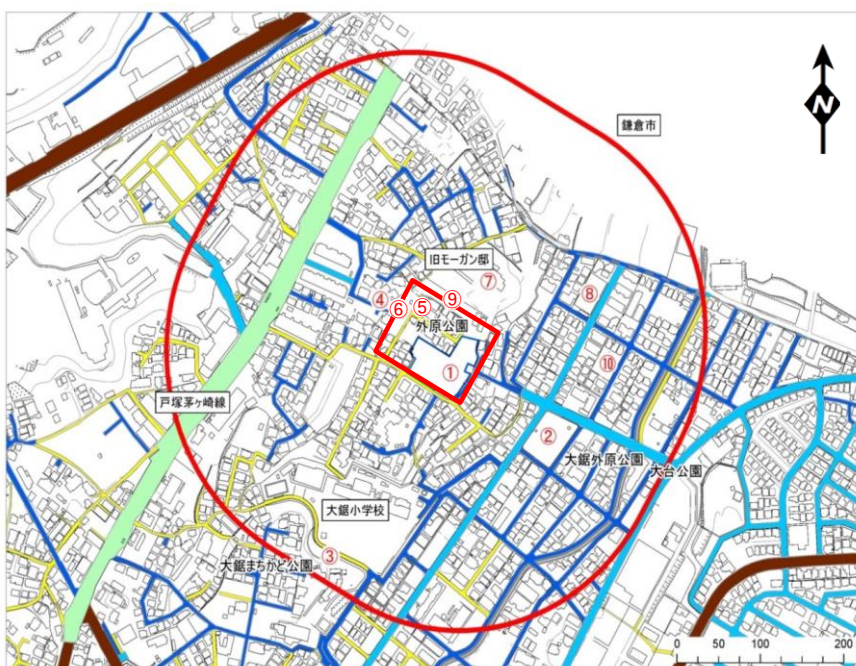 N
鎌倉市
旧モーガン邸
⑦
⑧
④
⑥
⑤
⑨
外原公園
⑩
①
戸塚茅ヶ崎線
②
大鋸外原公園
大台公園
大鋸小学校
③
大鋸まちかど公園
0 50 100 200